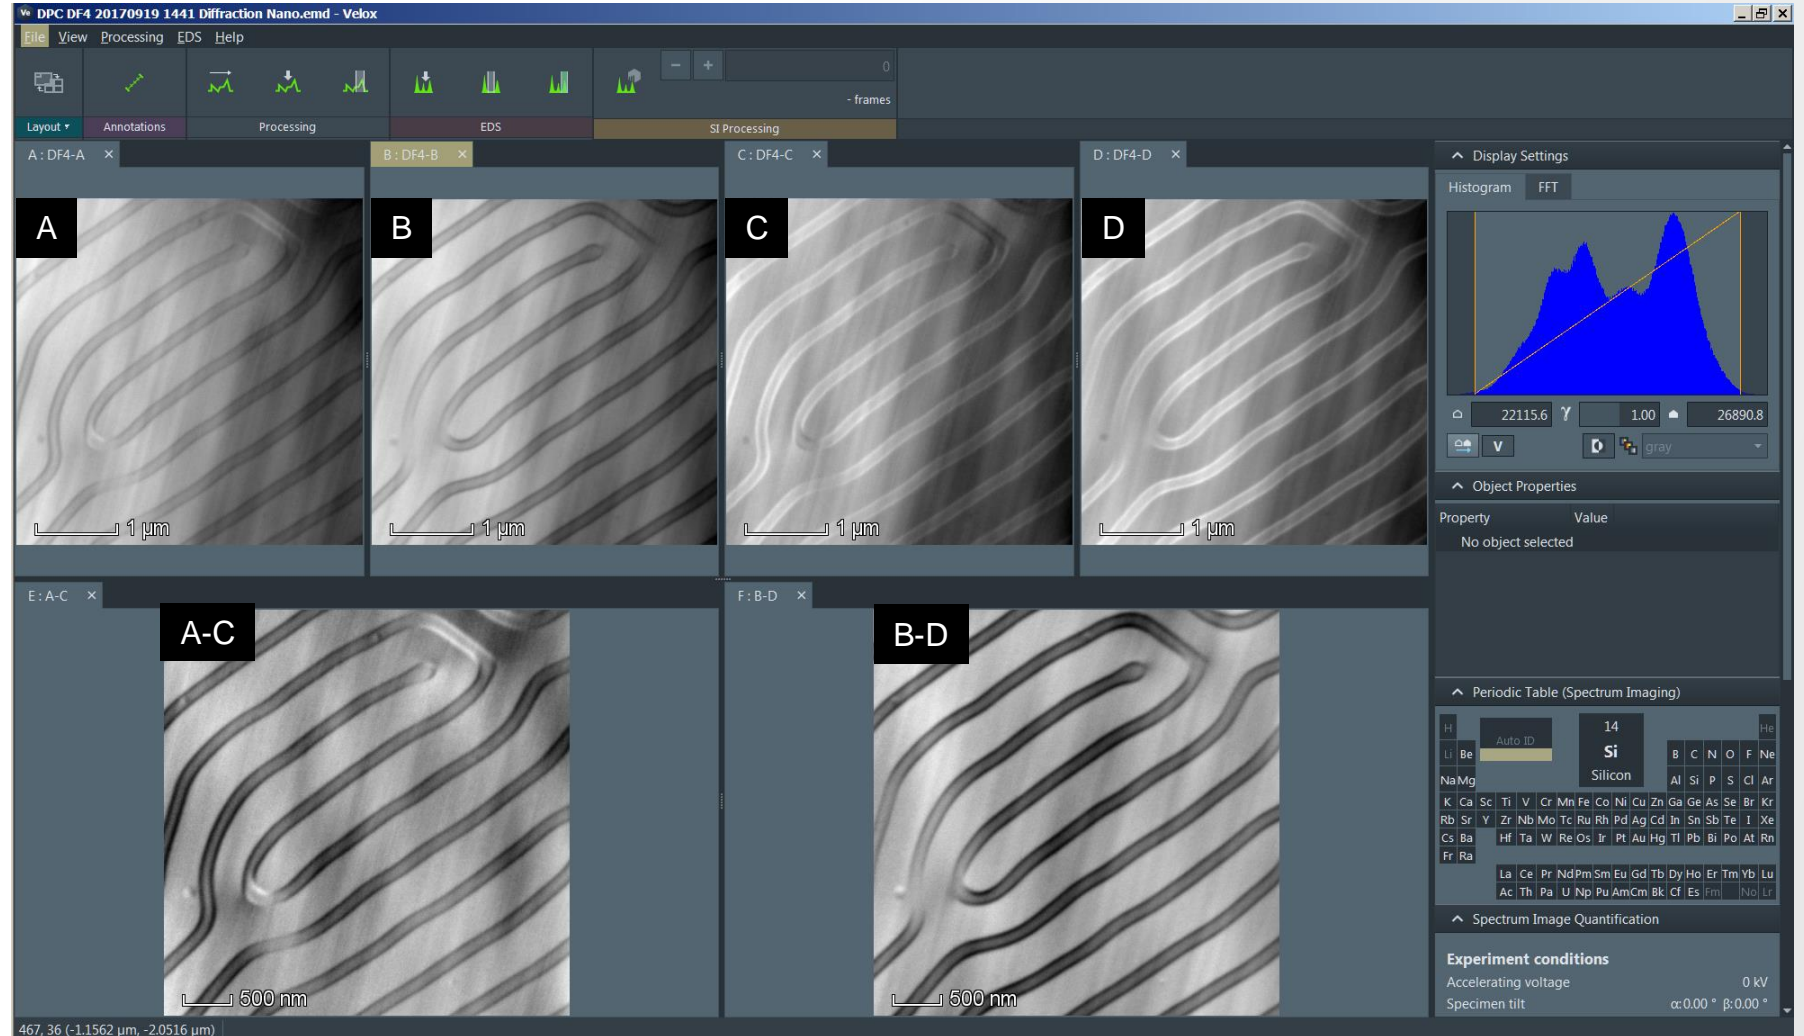 Ve DPC DF4 20170919 1441 Diffraction Nano.emd - Velox
File View Processing EDS Help
0
- frames
Layout Annotations Processing EDS SI Processing
A : DF4-A B : DF4-B C : DF4-C D : DF4-D
A B C D
1 µm 1 µm 1 µm 1 µm
E : A-C F : B-D
A-C B-D
500 nm 500 nm
Display Settings
Histogram FFT
22115.6 γ 1.00 26890.8
V gray
Object Properties
Property Value
No object selected
Periodic Table (Spectrum Imaging)
H Auto ID 14 He
Li Be Si B C N O F Ne
Na Mg Silicon Al Si P S Cl Ar
K Ca Sc Ti V Cr Mn Fe Co Ni Cu Zn Ga Ge As Se Br Kr
Rb Sr Y Zr Nb Mo Tc Ru Rh Pd Ag Cd In Sn Sb Te I Xe
Cs Ba Hf Ta W Re Os Ir Pt Au Hg Tl Pb Bi Po At Rn
Fr Ra
La Ce Pr Nd Pm Sm Eu Gd Tb Dy Ho Er Tm Yb Lu
Ac Th Pa U Np Pu Am Cm Bk Cf Es Fm No Lr
Spectrum Image Quantification
Experiment conditions
Accelerating voltage 0 kV
Specimen tilt α:0.00 ° β:0.00 °
467, 36 (-1.1562 µm, -2.0516 µm)